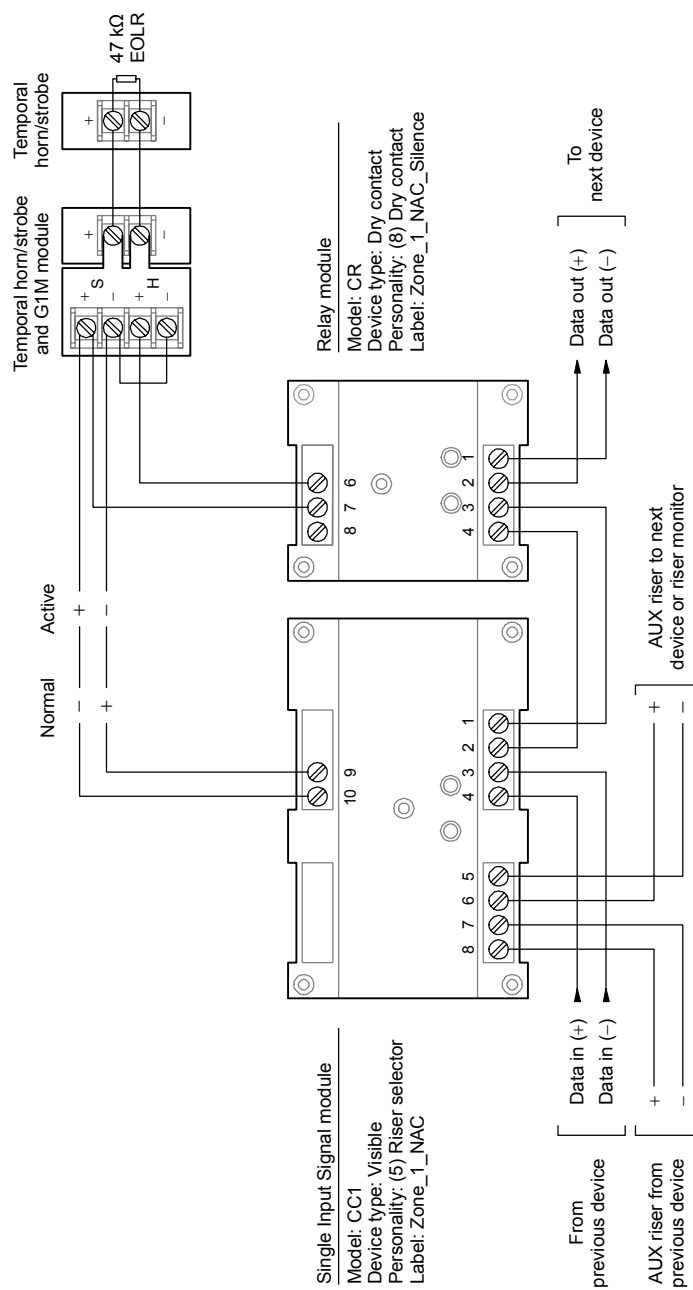 Temporal horn/strobe
and G1M module
Temporal
horn/strobe
47 kΩ
EOLR
+
S
−
+
H
−
+
−
+
−
Normal
Active
−
+
+
−
Single Input Signal module
Model: CC1
Device type: Visible
Personality: (5) Riser selector
Label: Zone_1_NAC
10
9
8
7
6
5
4
3
2
1
Relay module
Model: CR
Device type: Dry contact
Personality: (8) Dry contact
Label: Zone_1_NAC_Silence
8
7
6
4
3
2
1
From
previous device
Data in (+)
Data in (−)
To
next device
Data out (+)
Data out (−)
AUX riser from
previous device
+
−
AUX riser to next
device or riser monitor
+
−